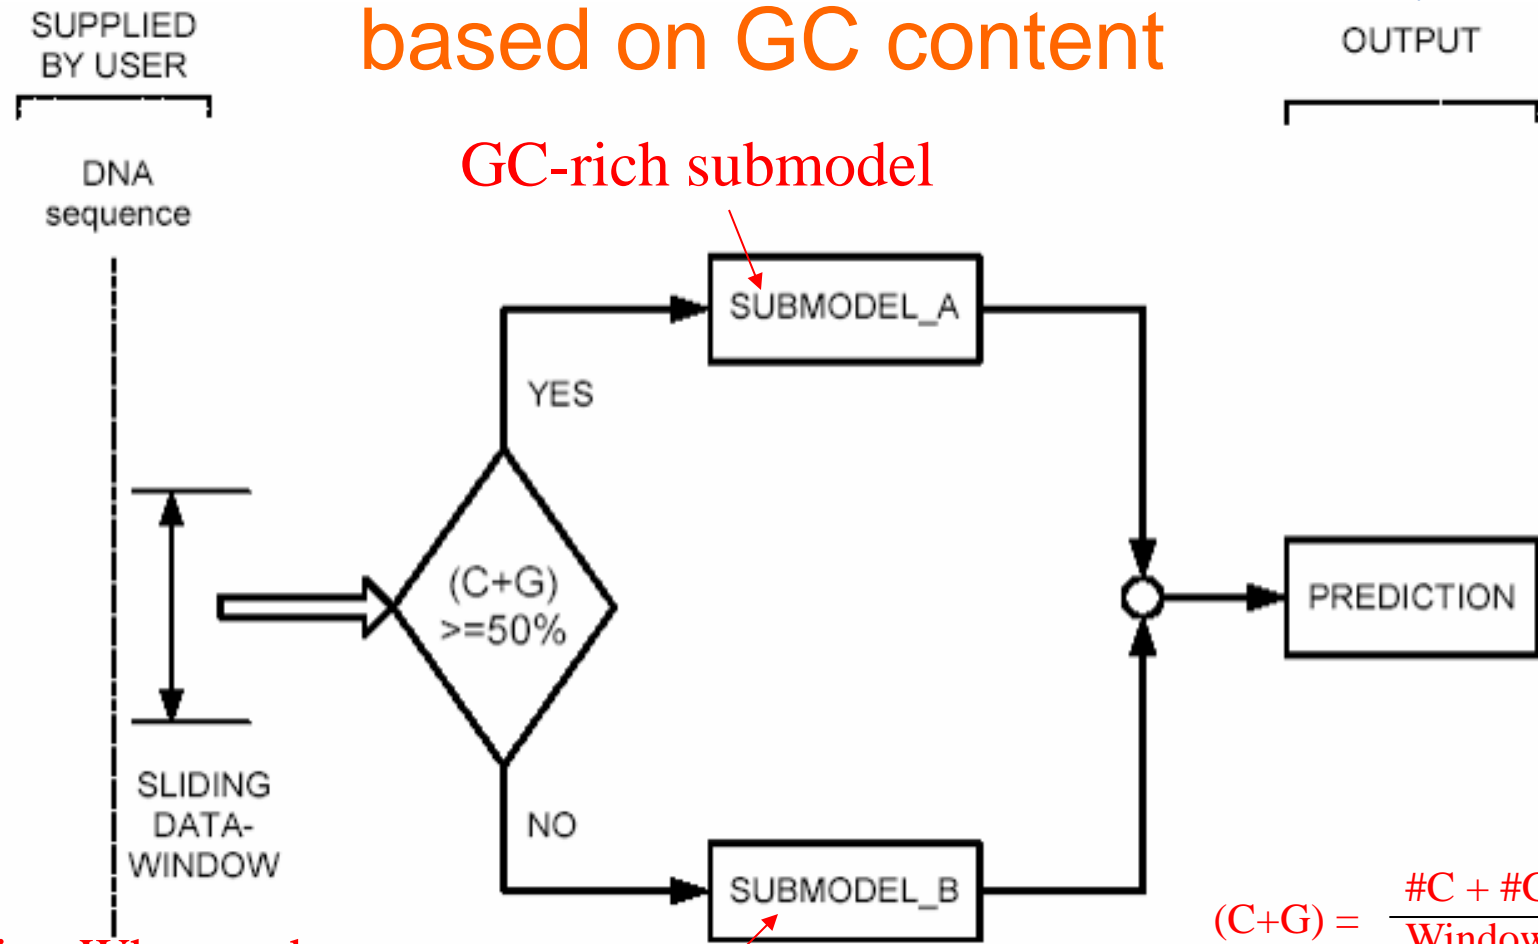 SUPPLIED
BY USER
based on GC content
OUTPUT
DNA
sequence
GC-rich submodel
SUBMODEL_A
YES
(C+G)
>=50%
PREDICTION
SLIDING
DATA-
WINDOW
NO
SUBMODEL_B
(C+G) =
#C + #
Window